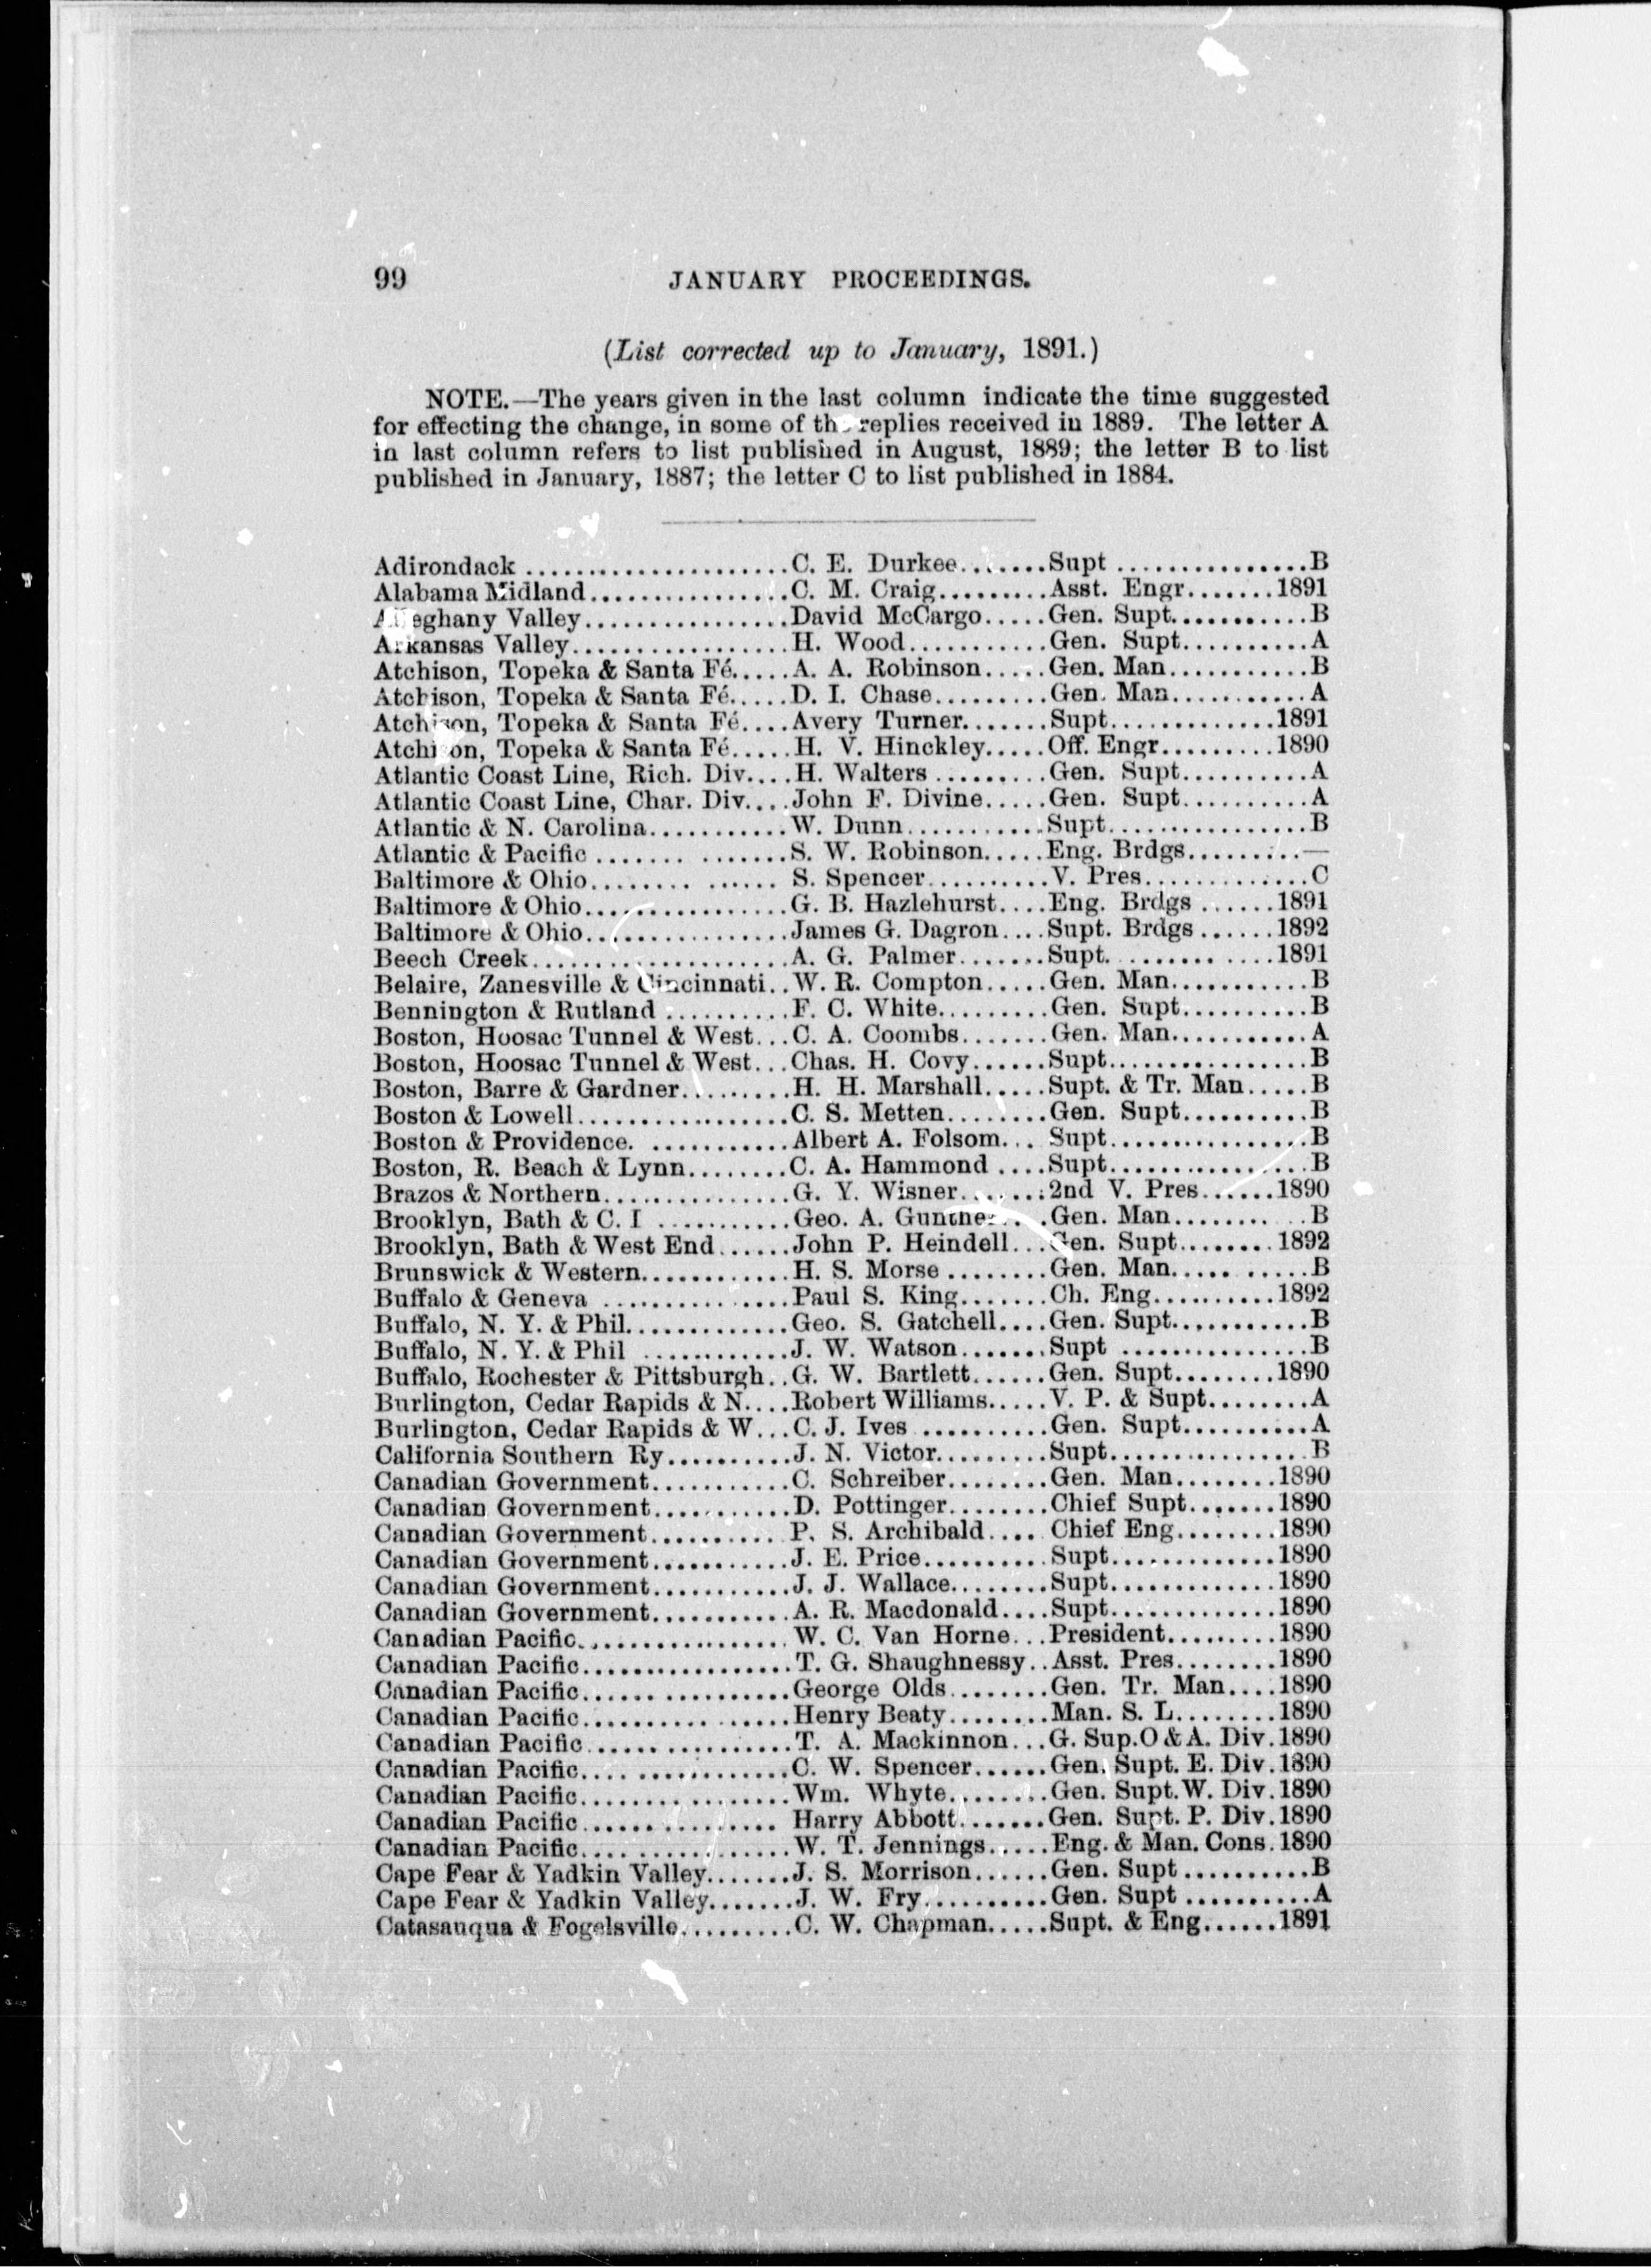 99 JANUARY PROCEEDINGS.
(List corrected up to January, 1891.)
NOTE.—The years given in the last column indicate the time suggested
for effecting the change, in some of the replies received in 1889. The letter A
in last column refers to list published in August, 1889; the letter B to list
published in January, 1887; the letter C to list published in 1884.
Adirondack ......................C. E. Durkee........Supt ................B
Alabama Midland.................C. M. Craig.........Asst. Engr.......1891
Alleghany Valley.................David McCargo.....Gen. Supt...........B
Arkansas Valley..................H. Wood............Gen. Supt..........A
Atchison, Topeka & Santa Fé.....A. A. Robinson.....Gen. Man...........B
Atchison, Topeka & Santa Fé.....D. I. Chase.........Gen. Man...........A
Atchison, Topeka & Santa Fé....Avery Turner.......Supt.............1891
Atchison, Topeka & Santa Fé.....H. V. Hinckley.....Off. Engr.........1890
Atlantic Coast Line, Rich. Div....H. Walters .........Gen. Supt..........A
Atlantic Coast Line, Char. Div....John F. Divine.....Gen. Supt..........A
Atlantic & N. Carolina...........W. Dunn...........Supt................B
Atlantic & Pacific ...............S. W. Robinson.....Eng. Brdgs.........—
Baltimore & Ohio........ ...... S. Spencer..........V. Pres..............C
Baltimore & Ohio.................G. B. Hazlehurst....Eng. Brdgs ......1891
Baltimore & Ohio.................James G. Dagron....Supt. Brdgs ......1892
Beech Creek.....................A. G. Palmer.......Supt..............1891
Belaire, Zanesville & Cincinnati..W. R. Compton.....Gen. Man...........B
Bennington & Rutland ..........F. C. White.........Gen. Supt..........B
Boston, Hoosac Tunnel & West...C. A. Coombs.......Gen. Man...........A
Boston, Hoosac Tunnel & West...Chas. H. Covy......Supt................B
Boston, Barre & Gardner.........H. H. Marshall.....Supt. & Tr. Man.....B
Boston & Lowell.................C. S. Metten........Gen. Supt..........B
Boston & Providence. ...........Albert A. Folsom... Supt................B
Boston, R. Beach & Lynn........C. A. Hammond ....Supt................B
Brazos & Northern...............G. Y. Wisner.......2nd V. Pres......1890
Brooklyn, Bath & C. I ...........Geo. A. Gunther....Gen. Man..........B
Brooklyn, Bath & West End......John P. Heindell...Gen. Supt........1892
Brunswick & Western............H. S. Morse ........Gen. Man...........B
Buffalo & Geneva ...............Paul S. King.......Ch. Eng..........1892
Buffalo, N. Y. & Phil.............Geo. S. Gatchell....Gen. Supt...........B
Buffalo, N. Y. & Phil ............J. W. Watson.......Supt ...............B
Buffalo, Rochester & Pittsburgh..G. W. Bartlett......Gen. Supt........1890
Burlington, Cedar Rapids & N....Robert Williams.....V. P. & Supt........A
Burlington, Cedar Rapids & W...C. J. Ives ..........Gen. Supt..........A
California Southern Ry..........J. N. Victor.........Supt................B
Canadian Government...........C. Schreiber........Gen. Man........1890
Canadian Government...........D. Pottinger........Chief Supt.......1890
Canadian Government...........P. S. Archibald.... Chief Eng........1890
Canadian Government...........J. E. Price..........Supt.............1890
Canadian Government...........J. J. Wallace........Supt.............1890
Canadian Government...........A. R. Macdonald....Supt.............1890
Canadian Pacific.................W. C. Van Horne...President.........1890
Canadian Pacific.................T. G. Shaughnessy..Asst. Pres........1890
Canadian Pacific.................George Olds........Gen. Tr. Man....1890
Canadian Pacific.................Henry Beaty........Man. S. L........1890
Canadian Pacific.................T. A. Mackinnon...G. Sup.O & A. Div.1890
Canadian Pacific.................C. W. Spencer......Gen. Supt. E. Div.1890
Canadian Pacific.................Wm. Whyte........Gen. Supt. W. Div.1890
Canadian Pacific................ Harry Abbott.......Gen. Supt. P. Div.1890
Canadian Pacific.................W. T. Jennings.....Eng. & Man. Cons.1890
Cape Fear & Yadkin Valley.......J. S. Morrison......Gen. Supt ..........B
Cape Fear & Yadkin Valley.......J. W. Fry..........Gen. Supt ..........A
Catasauqua & Fogelsville.........C. W. Chapman.....Supt. & Eng......1891